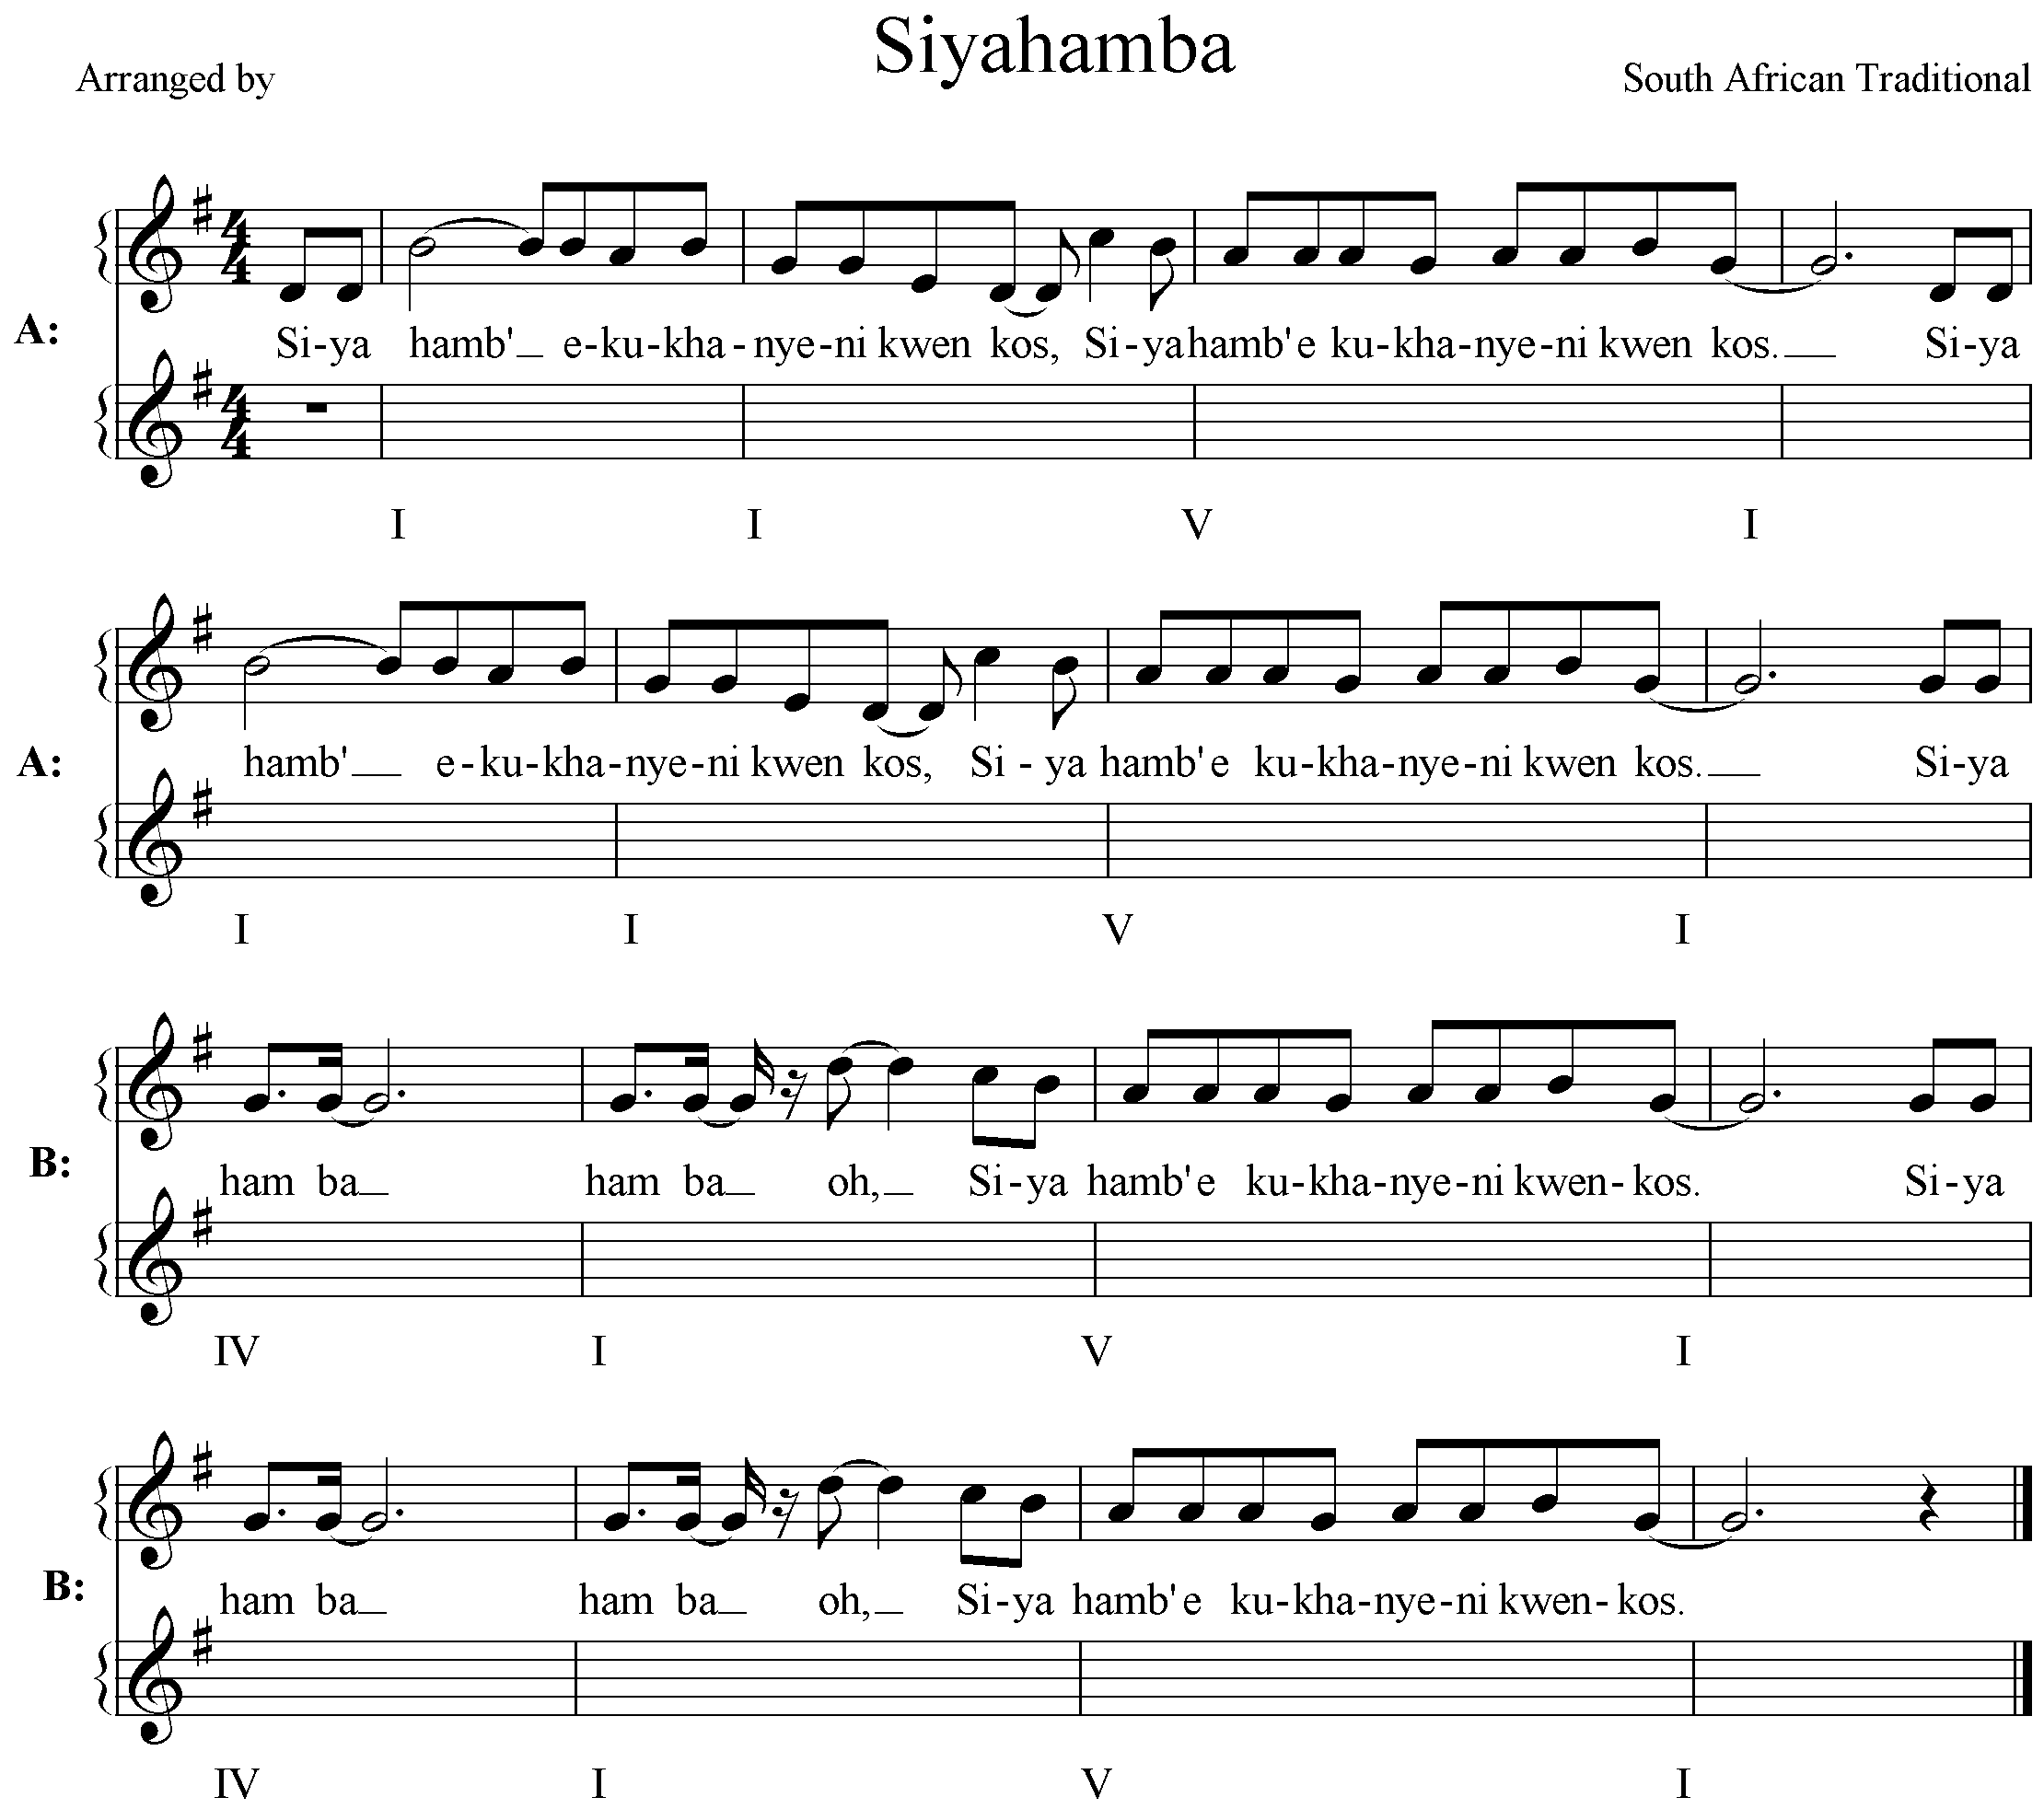 Siyahamba
Arranged by
South African Traditional
A:
Si-ya hamb' e-ku-kha-nye-ni kwen kos, Si-ya hamb'e ku-kha-nye-ni kwen kos. Si-ya
I I V I
A:
hamb' e-ku-kha-nye-ni kwen kos, Si-ya hamb'e ku-kha-nye-ni kwen kos. Si-ya
I I V I
B:
ham ba ham ba oh, Si-ya hamb'e ku-kha-nye-ni kwen-kos. Si-ya
IV I V I
B:
ham ba ham ba oh, Si-ya hamb'e ku-kha-nye-ni kwen-kos.
IV I V I